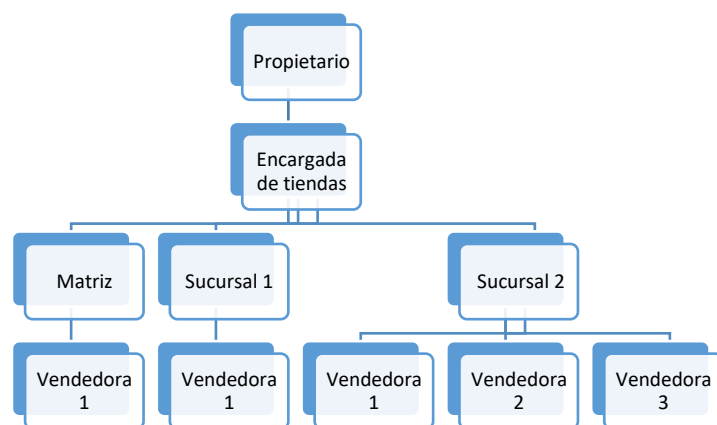 Propietario
Encargada
de tiendas
Matriz
Sucursal 1
Sucursal 2
Vendedora
1
Vendedora
1
Vendedora
1
Vendedora
2
Vendedora
3